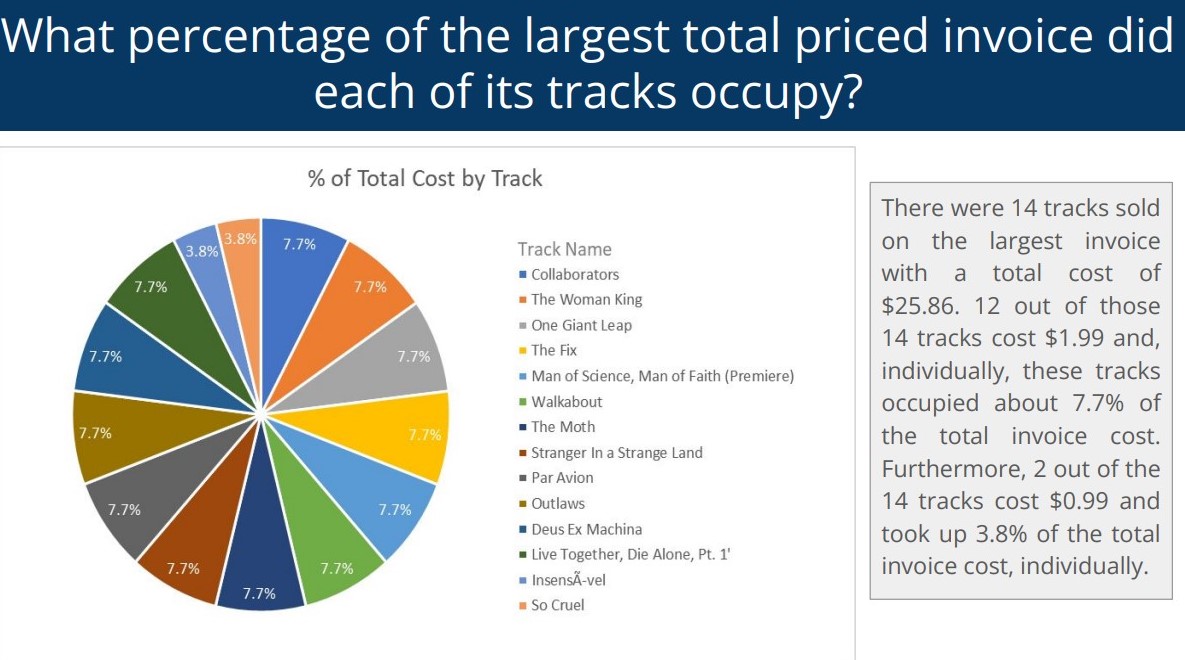 What percentage of the largest total priced invoice did
each of its tracks occupy?
% of Total Cost by Track
3.8%
3.8%
7.7%
7.7%
7.7%
7.7%
7.7%
7.7%
7.7%
7.7%
7.7%
7.7%
7.7%
7.7%
Track Name
Collaborators
The Woman King
One Giant Leap
The Fix
Man of Science, Man of Faith (Premiere)
Walkabout
The Moth
Stranger In a Strange Land
Par Avion
Outlaws
Deus Ex Machina
Live Together, Die Alone, Pt. 1'
InsensÃ-vel
So Cruel
There were 14 tracks sold
on the largest invoice
with a total cost of
$25.86. 12 out of those
14 tracks cost $1.99 and,
individually, these tracks
occupied about 7.7% of
the total invoice cost.
Furthermore, 2 out of the
14 tracks cost $0.99 and
took up 3.8% of the total
invoice cost, individually.